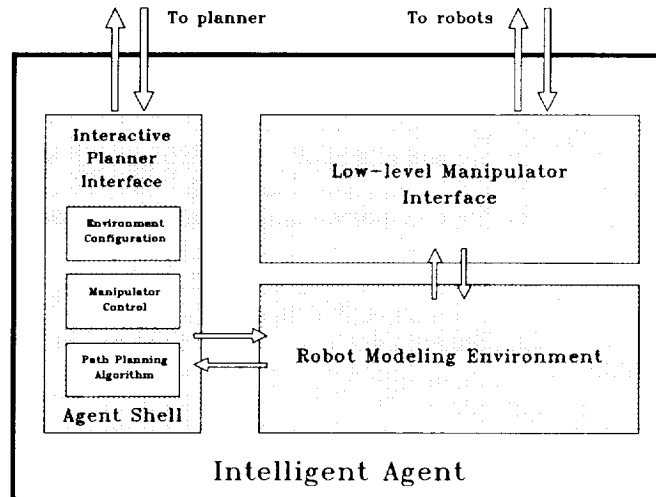 To planner
To robots
Interactive
Planner
Interface
Environment
Configuration
Manipulator
Control
Path Planning
Algorithm
Agent Shell
Low-level Manipulator
Interface
Robot Modeling Environment
Intelligent Agent